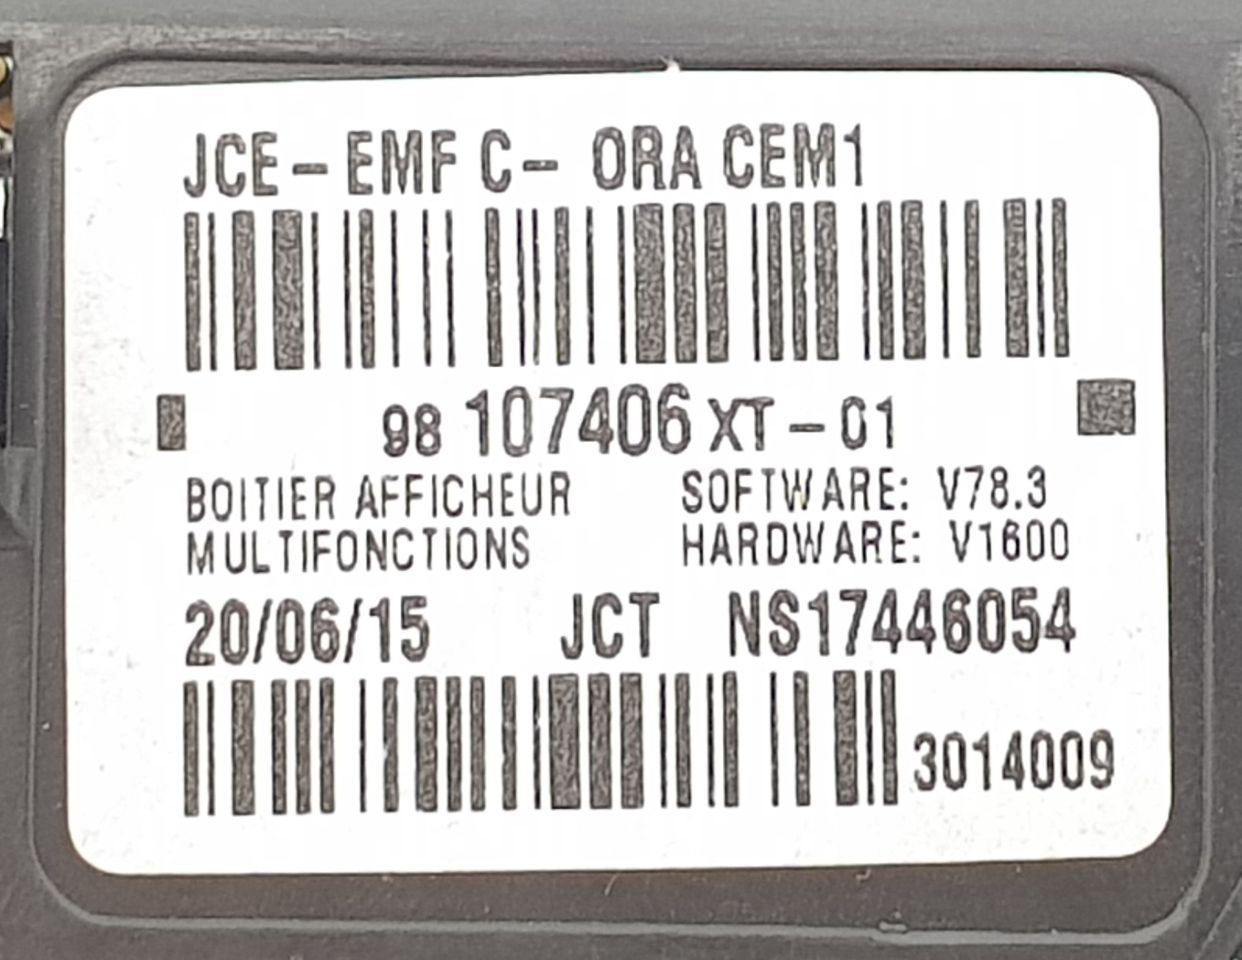 JCE - EMF C - ORA CEM1
98 107406 XT - 01
BOITIER AFFICHEUR
MULTIFONCTIONS
SOFTWARE: V78.3
HARDWARE: V1600
20/06/15 JCT NS17446054
3014009